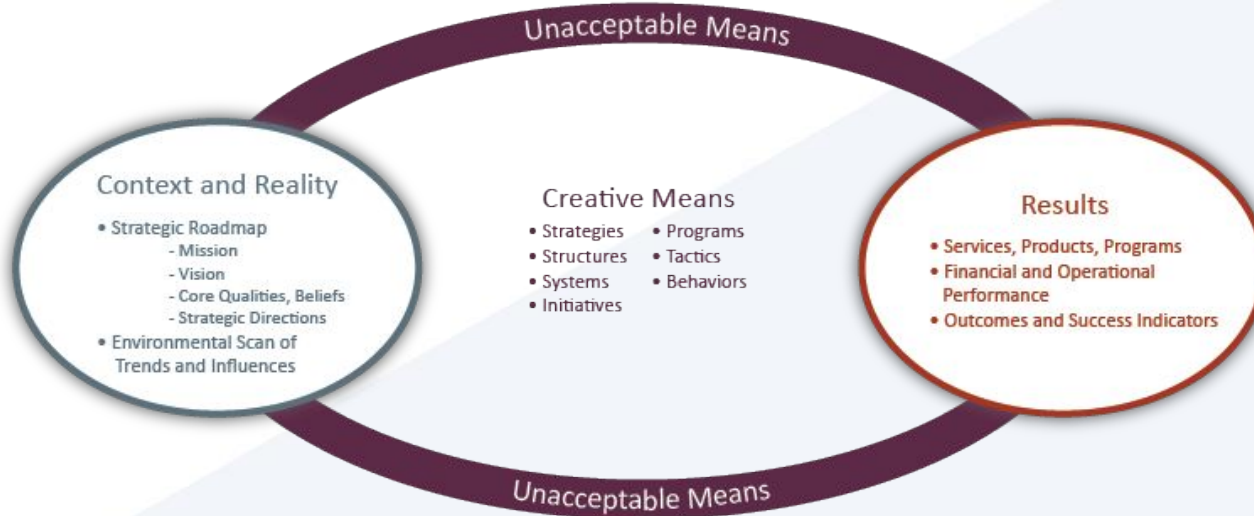 Unacceptable Means
Context and Reality
• Strategic Roadmap
- Mission
- Vision
- Core Qualities, Beliefs
- Strategic Directions
• Environmental Scan of
Trends and Influences
Creative Means
• Strategies
• Structures
• Systems
• Initiatives
• Programs
• Tactics
• Behaviors
Results
• Services, Products, Programs
• Financial and Operational
Performance
• Outcomes and Success Indicators
Unacceptable Means